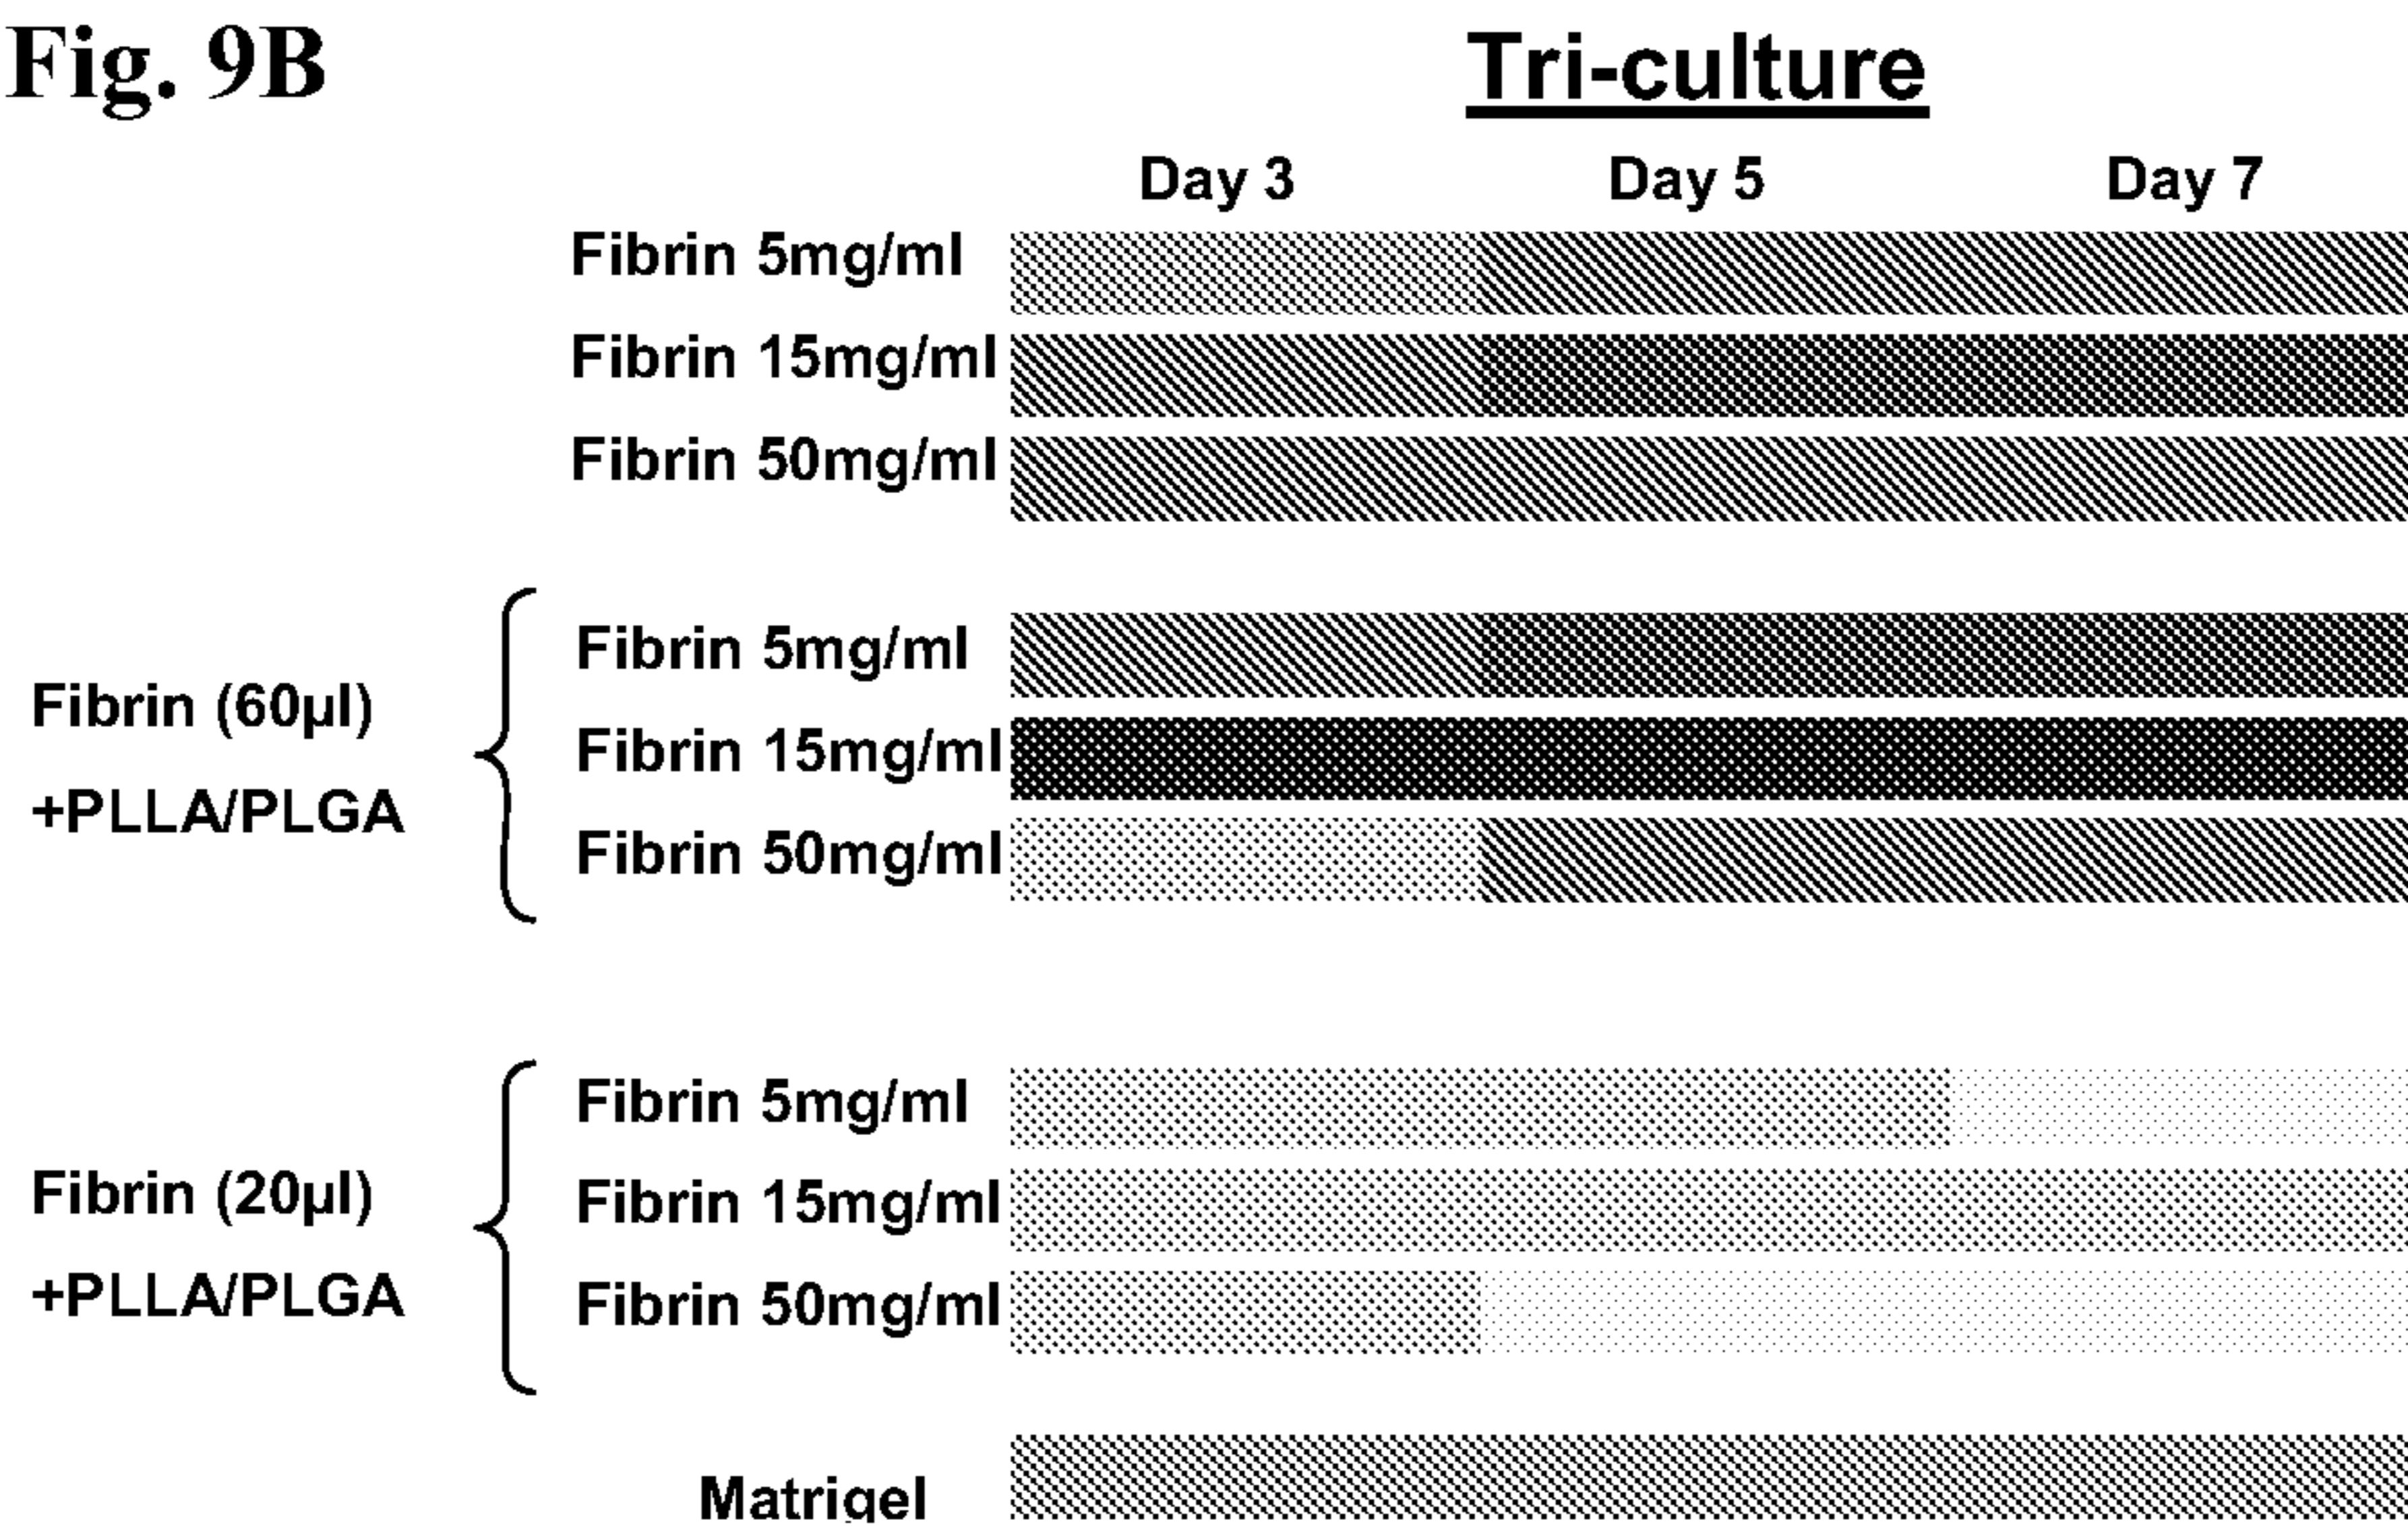 Fig. 9B
Tri-culture
Day 3 Day 5 Day 7
Fibrin 5mg/ml
Fibrin 15mg/ml
Fibrin 50mg/ml
Fibrin (60µl)
+PLLA/PLGA
Fibrin 5mg/ml
Fibrin 15mg/ml
Fibrin 50mg/ml
Fibrin (20µl)
+PLLA/PLGA
Fibrin 5mg/ml
Fibrin 15mg/ml
Fibrin 50mg/ml
Matrigel